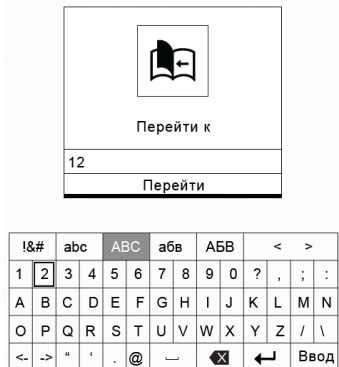 Перейти к
12
Перейти
!&# abc ABC абв АБВ < >
1 2 3 4 5 6 7 8 9 0 ? , ; :
A B C D E F G H I J K L M N
O P Q R S T U V W X Y Z / \
<- -> “ ‘ . @ Ввод